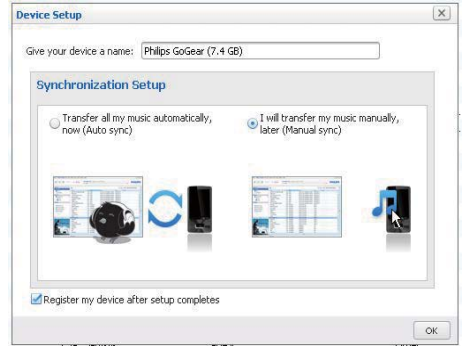 Device Setup
Give your device a name: Philips GoGear (7.4 GB)
Synchronization Setup
Transfer all my music automatically,
now (Auto sync)
I will transfer my music manually,
later (Manual sync)
Register my device after setup completes
OK